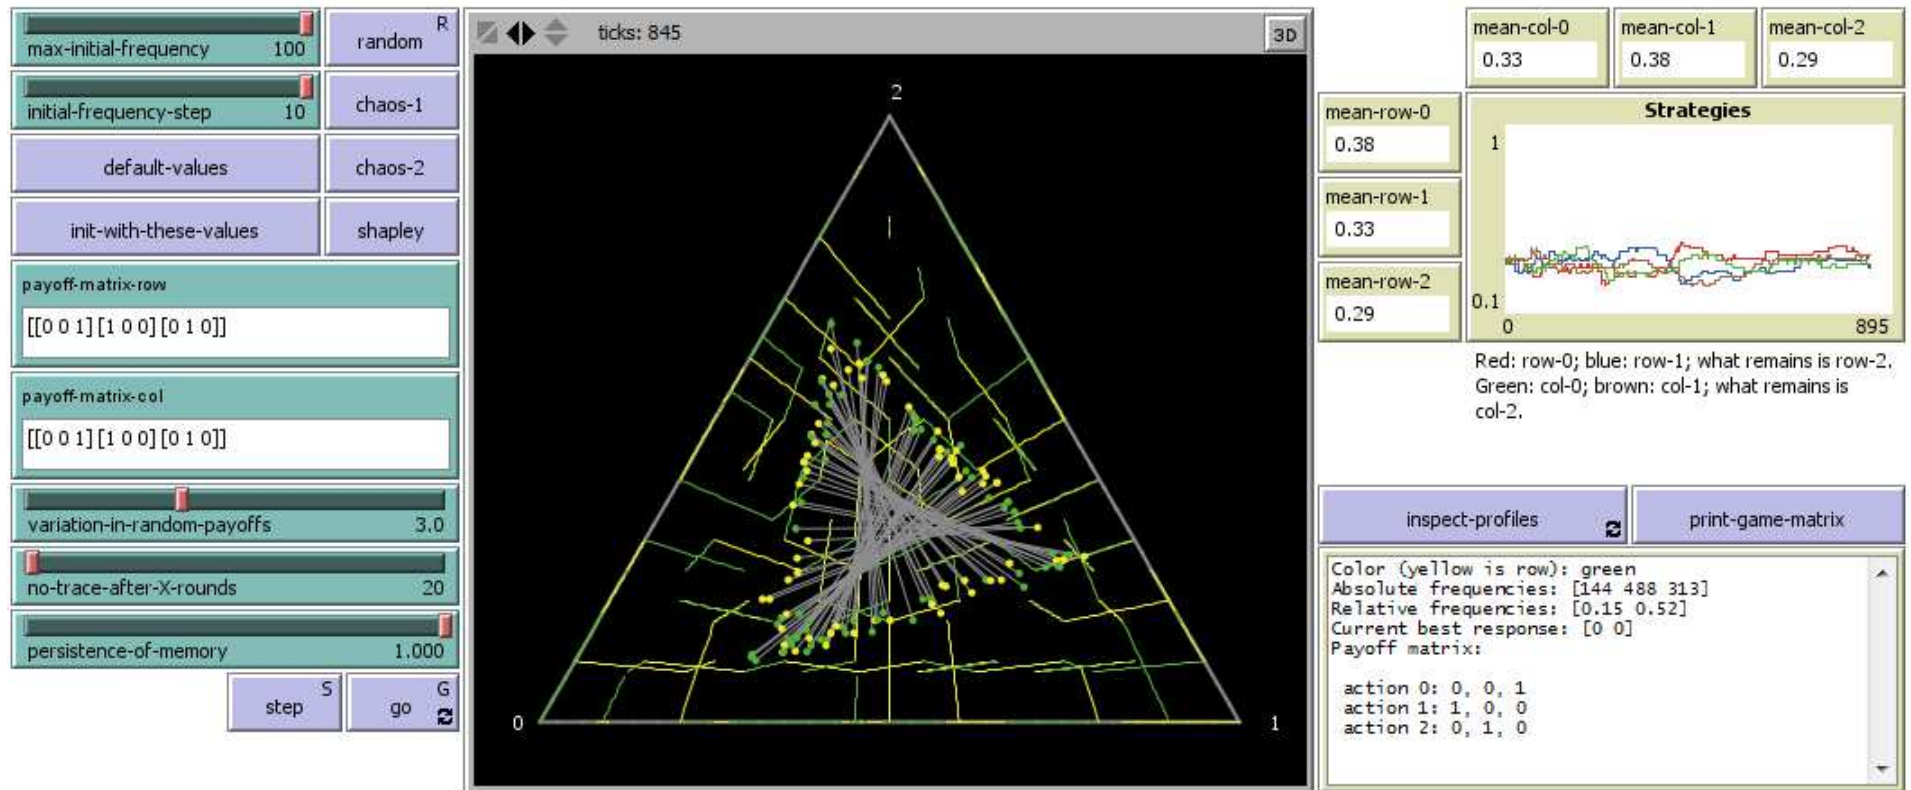 max-initial-frequency 100
R
random
initial-frequency-step 10
chaos-1
default-values
chaos-2
init-with-these-values
shapley
payoff-matrix-row
[[0 0 1] [1 0 0] [0 1 0]]
payoff-matrix-col
[[0 0 1] [1 0 0] [0 1 0]]
variation-in-random-payoffs 3.0
no-trace-after-X-rounds 20
persistence-of-memory 1.000
S
step
G
go
ticks: 845
3D
2
0
1
mean-col-0
0.33
mean-col-1
0.38
mean-col-2
0.29
mean-row-0
0.38
mean-row-1
0.33
mean-row-2
0.29
Strategies
1
0.1
0
895
Red: row-0; blue: row-1; what remains is row-2.
Green: col-0; brown: col-1; what remains is
col-2.
inspect-profiles
print-game-matrix
Color (yellow is row): green
Absolute frequencies: [144 488 313]
Relative frequencies: [0.15 0.52]
Current best response: [0 0]
Payoff matrix:
action 0: 0, 0, 1
action 1: 1, 0, 0
action 2: 0, 1, 0